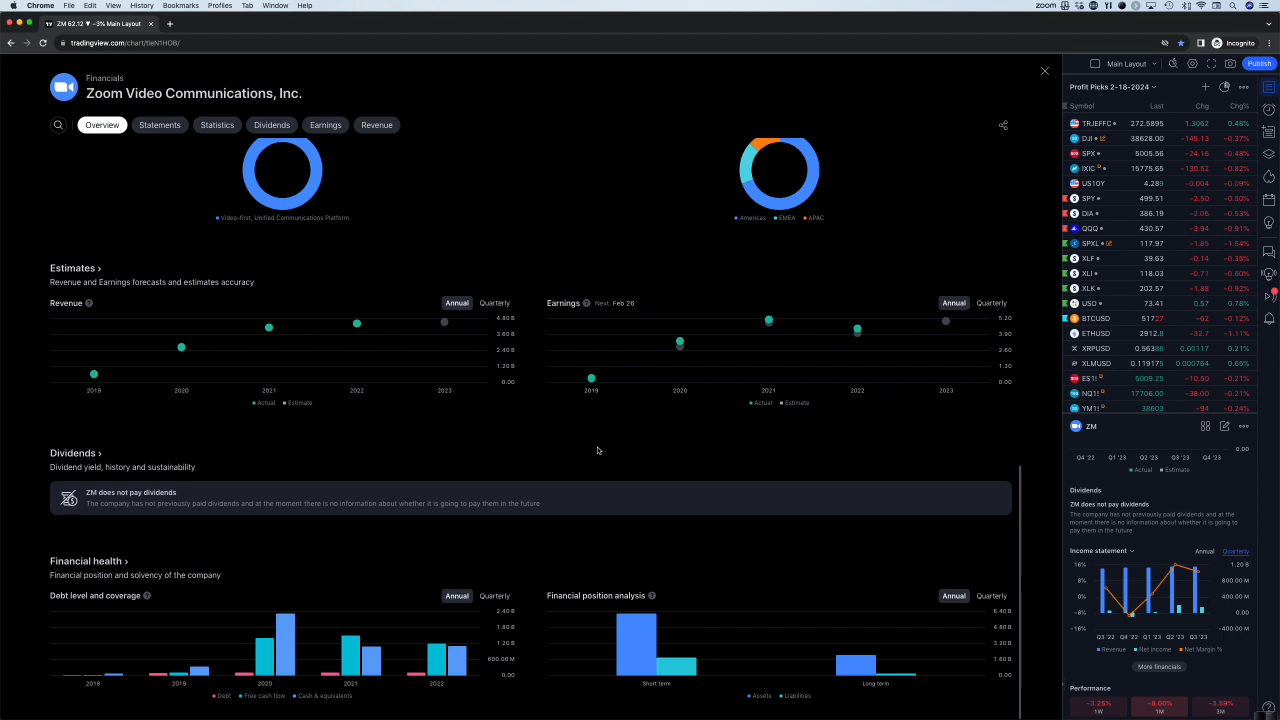 Chrome File Edit View History Bookmarks Profiles Tab Window Help
zoom
ZM 62.12 ▼ −3% Main Layout
tradingview.com/chart/tIeN1HOB/
Incognito
Financials
Zoom Video Communications, Inc.
Overview Statements Statistics Dividends Earnings Revenue
Video-first, Unified Communications Platform
Americas EMEA APAC
Estimates ›
Revenue and Earnings forecasts and estimates accuracy
Revenue Annual Quarterly
4.80 B
3.60 B
2.40 B
1.20 B
0.00
2019 2020 2021 2022 2023
Actual Estimate
Earnings Next: Feb 26 Annual Quarterly
5.20
3.90
2.60
1.30
0.00
2019 2020 2021 2022 2023
Actual Estimate
Dividends ›
Dividend yield, history and sustainability
ZM does not pay dividends
The company has not previously paid dividends and at the moment there is no information about whether it is going to pay them in the future
Financial health ›
Financial position and solvency of the company
Debt level and coverage Annual Quarterly
2.40 B
1.80 B
1.20 B
600.00 M
0.00
2018 2019 2020 2021 2022
Debt Free cash flow Cash & equivalents
Financial position analysis Annual Quarterly
6.40 B
4.80 B
3.20 B
1.60 B
0.00
Short term Long term
Assets Liabilities
Main Layout Publish
Profit Picks 2-18-2024
Symbol Last Chg Chg%
TRJEFFC 272.5895 1.3062 0.48%
DJI 38628.00 −145.13 −0.37%
SPX 5005.56 −24.16 −0.48%
IXIC 15775.65 −130.52 −0.82%
US10Y 4.289 −0.004 −0.09%
SPY 499.51 −2.50 −0.50%
DIA 386.19 −2.06 −0.53%
QQQ 430.57 −3.94 −0.91%
SPXL 117.97 −1.85 −1.54%
XLF 39.63 −0.14 −0.35%
XLI 118.03 −0.71 −0.60%
XLK 202.57 −1.88 −0.92%
USO 73.41 0.57 0.78%
BTCUSD 51727 −62 −0.12%
ETHUSD 2912.8 −32.7 −1.11%
XRPUSD 0.56388 0.00117 0.21%
XLMUSD 0.119175 0.000764 0.65%
ES1! 5009.25 −10.50 −0.21%
NQ1! 17706.00 −38.00 −0.21%
YM1! 38603 −94 −0.24%
ZM
0.00
Q4 '22 Q1 '23 Q2 '23 Q3 '23 Q4 '23
Actual Estimate
Dividends
ZM does not pay dividends
The company has not previously paid dividends and at the
moment there is no information about whether it is going to
pay them in the future
Income statement Annual Quarterly
16% 1.20 B
8% 800.00 M
0% 400.00 M
−8% 0.00
−16% −400.00 M
Q3 '22 Q4 '22 Q1 '23 Q2 '23 Q3 '23
Revenue Net income Net Margin %
More financials
Performance
−3.25% −8.00% −3.59%
1W 1M 3M